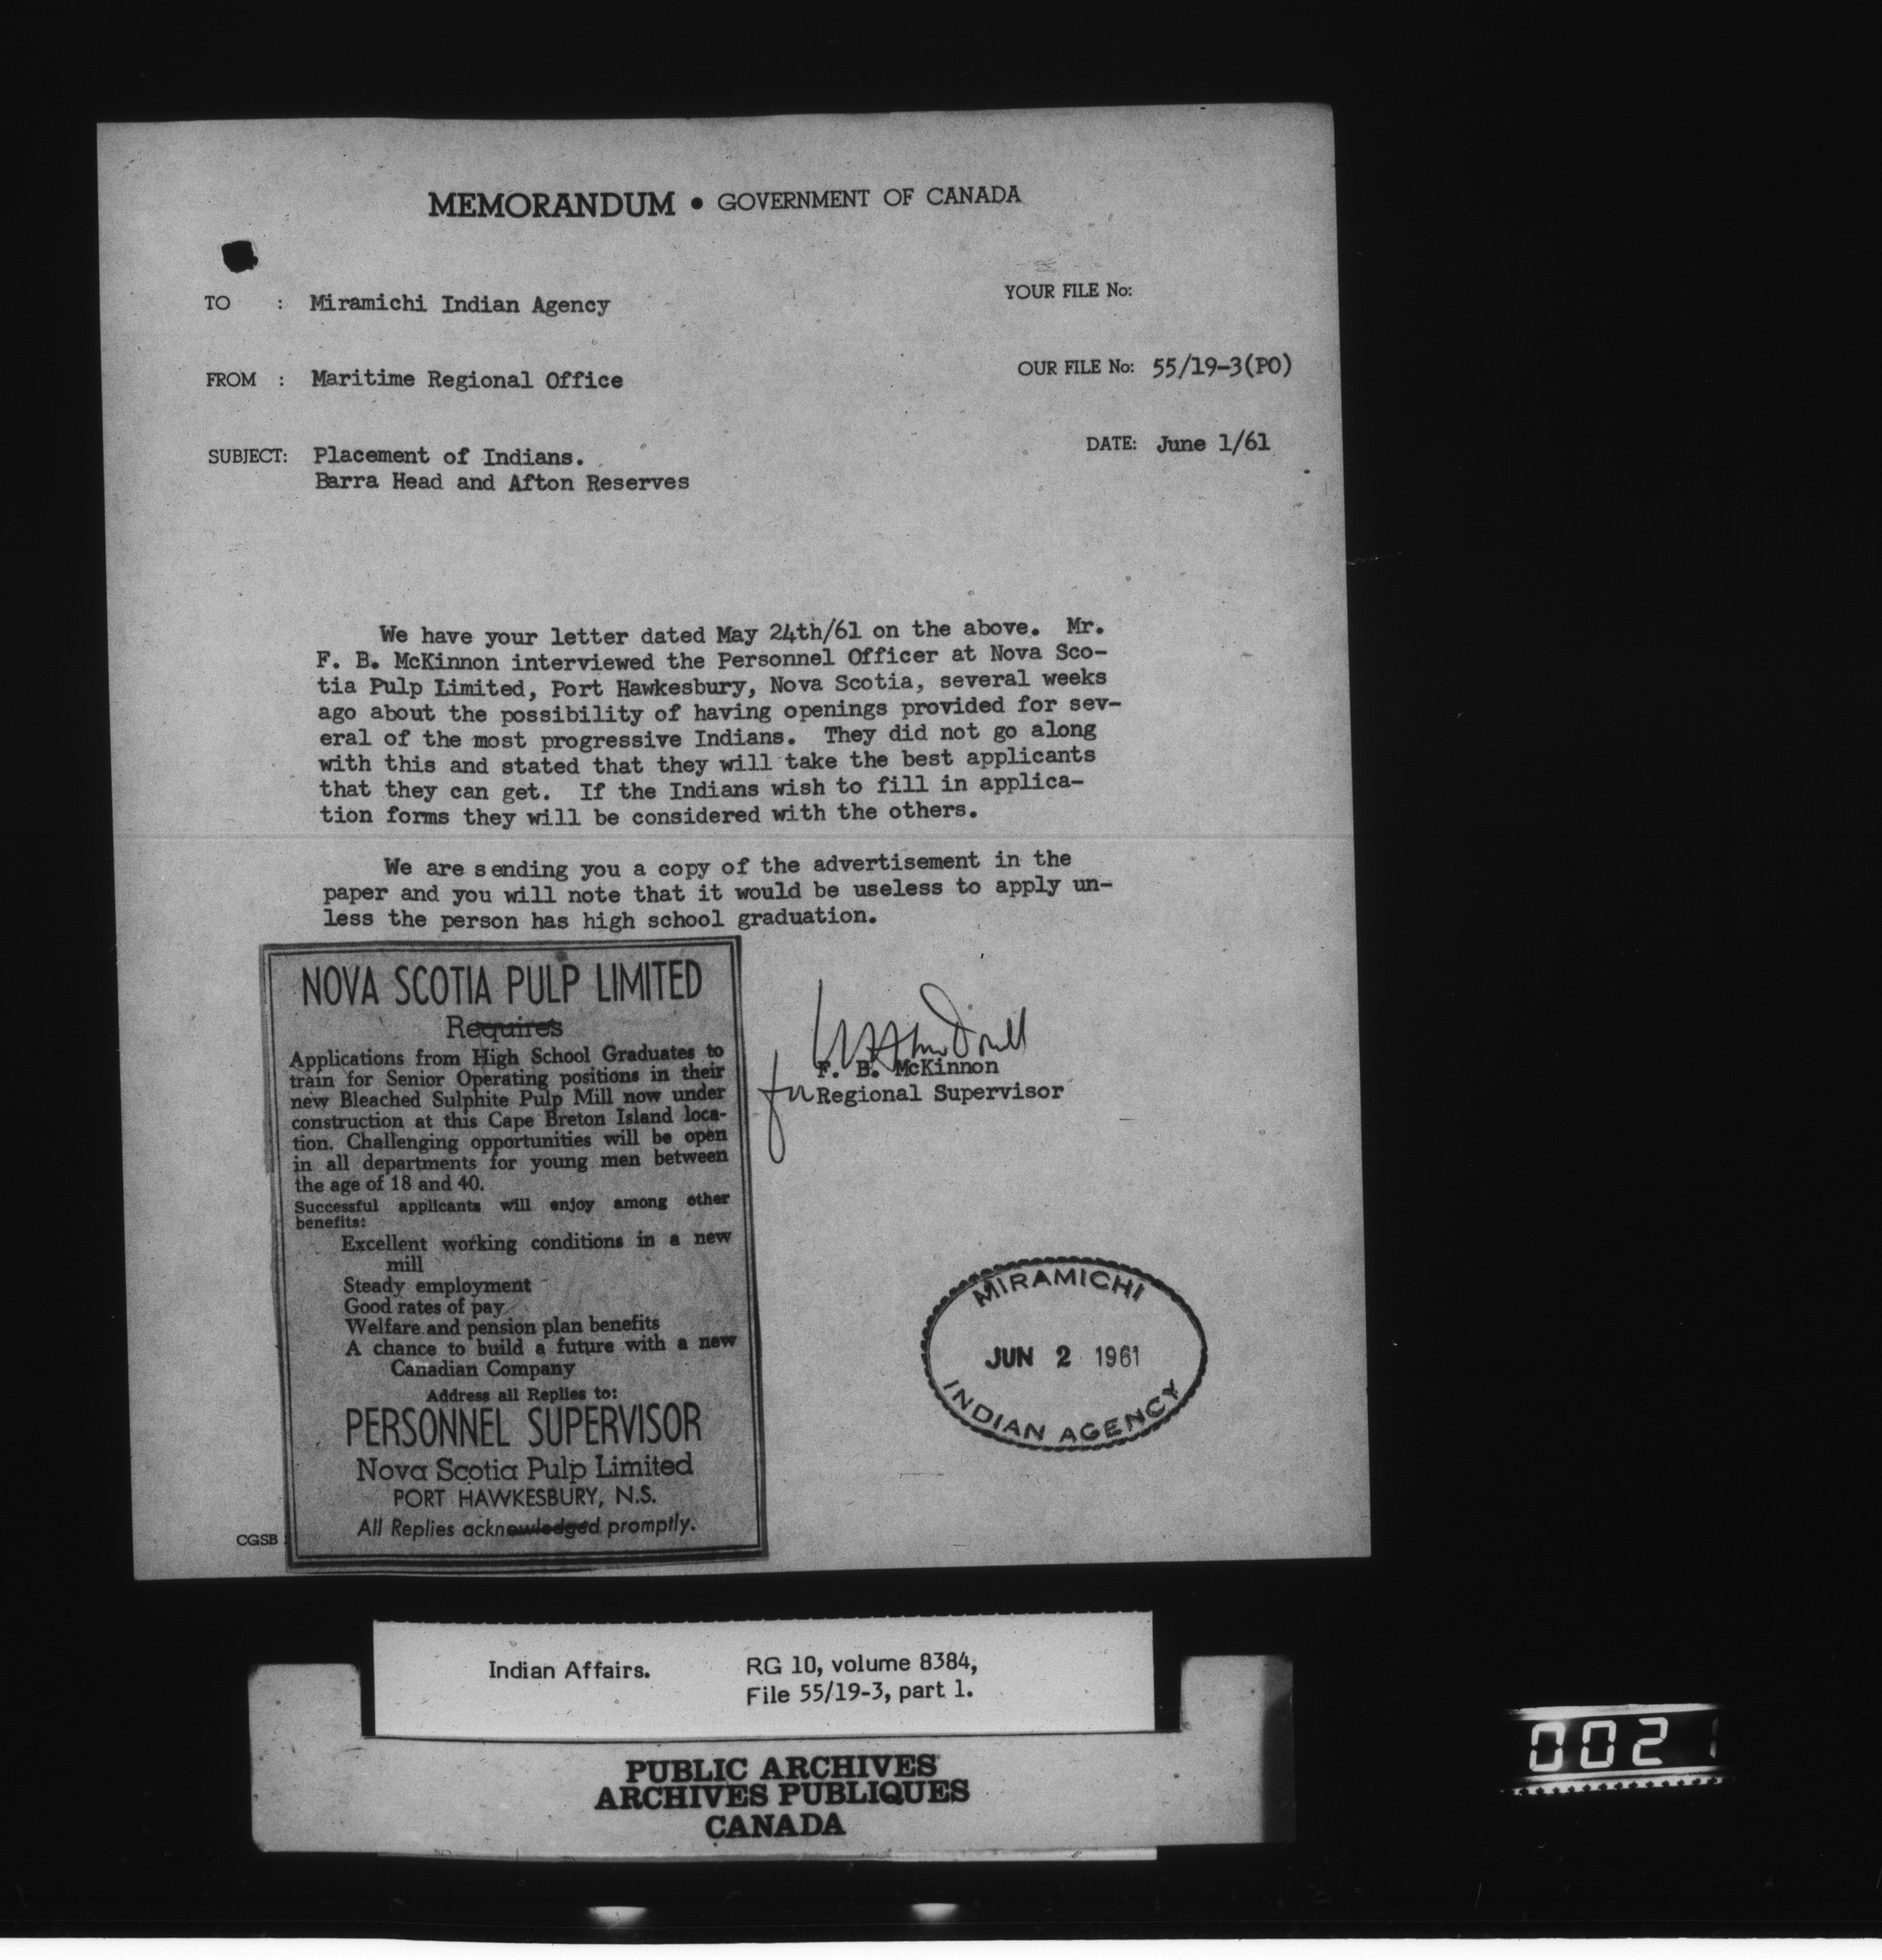 MEMORANDUM • GOVERNMENT OF CANADA
TO : Miramichi Indian Agency
YOUR FILE No:
FROM : Maritime Regional Office
OUR FILE No: 55/19-3(PO)
SUBJECT: Placement of Indians.
Barra Head and Afton Reserves
DATE: June 1/61
We have your letter dated May 24th/61 on the above. Mr.
F. B. McKinnon interviewed the Personnel Officer at Nova Sco-
tia Pulp Limited, Port Hawkesbury, Nova Scotia, several weeks
ago about the possibility of having openings provided for sev-
eral of the most progressive Indians. They did not go along
with this and stated that they will take the best applicants
that they can get. If the Indians wish to fill in applica-
tion forms they will be considered with the others.
We are sending you a copy of the advertisement in the
paper and you will note that it would be useless to apply un-
less the person has high school graduation.
NOVA SCOTIA PULP LIMITED
Requires
Applications from High School Graduates to
train for Senior Operating positions in their
new Bleached Sulphite Pulp Mill now under
construction at this Cape Breton Island loca-
tion. Challenging opportunities will be open
in all departments for young men between
the age of 18 and 40.
Successful applicants will enjoy among other
benefits:
Excellent working conditions in a new
mill
Steady employment
Good rates of pay
Welfare and pension plan benefits
A chance to build a future with a new
Canadian Company
Address all Replies to:
PERSONNEL SUPERVISOR
Nova Scotia Pulp Limited
PORT HAWKESBURY, N.S.
All Replies acknowledged promptly.
F. B. McKinnon
for Regional Supervisor
MIRAMICHI
JUN 2 1961
INDIAN AGENCY
CGSB
Indian Affairs.
RG 10, volume 8384,
File 55/19-3, part 1.
PUBLIC ARCHIVES
ARCHIVES PUBLIQUES
CANADA
0021